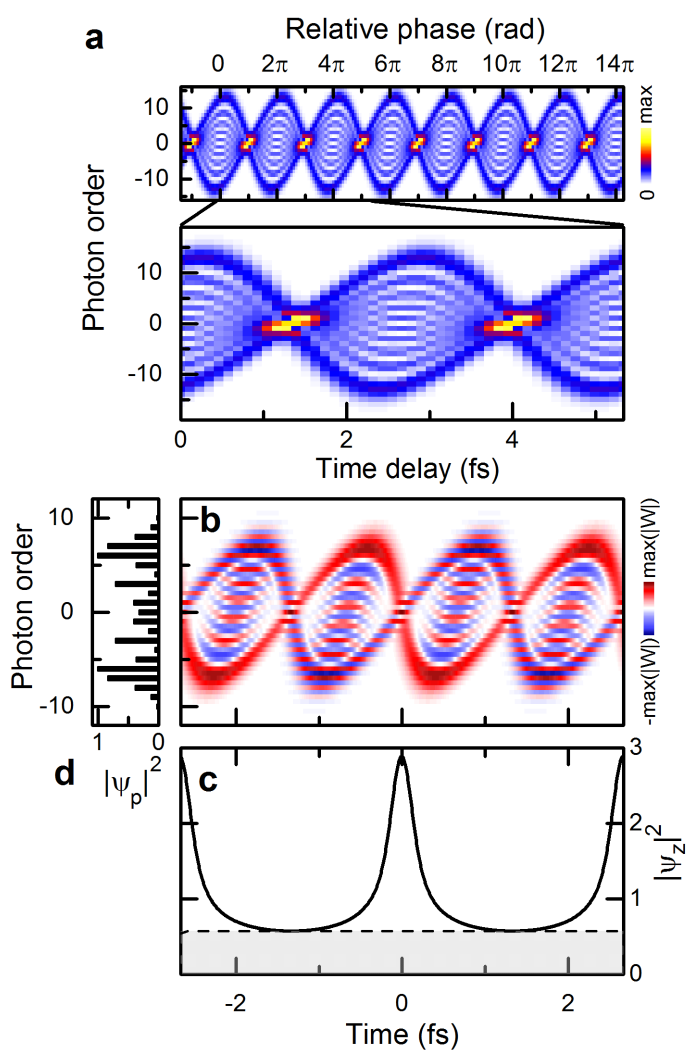 a
Relative phase (rad)
0 2π 4π 6π 8π 10π 12π 14π
10
0
-10
0 max
Photon order
10
0
-10
0 2 4
Time delay (fs)
Photon order
10
0
-10
1 0
d
|ψp|²
b
-max(|W|) max(|W|)
c
3
2
1
0
|ψz|²
-2 0 2
Time (fs)